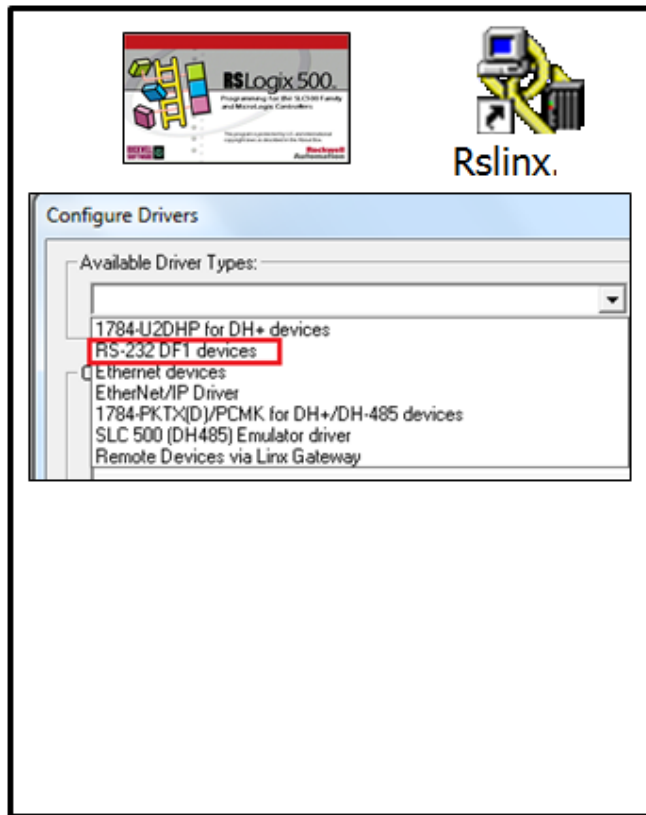 RSLogix 500
Programming for the SLC500 Family
and MicroLogix Controllers
Rockwell
Automation
Rslinx.
Configure Drivers
Available Driver Types:
1784-U2DHP for DH+ devices
RS-232 DF1 devices
Ethernet devices
EtherNet/IP Driver
1784-PKTX(D)/PCMK for DH+/DH-485 devices
SLC 500 (DH485) Emulator driver
Remote Devices via Linx Gateway